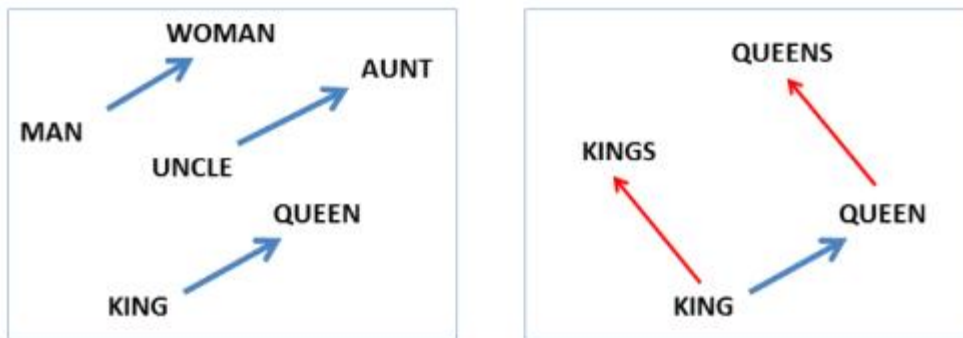 WOMAN
AUNT
MAN
UNCLE
QUEEN
KING
QUEENS
KINGS
QUEEN
KING